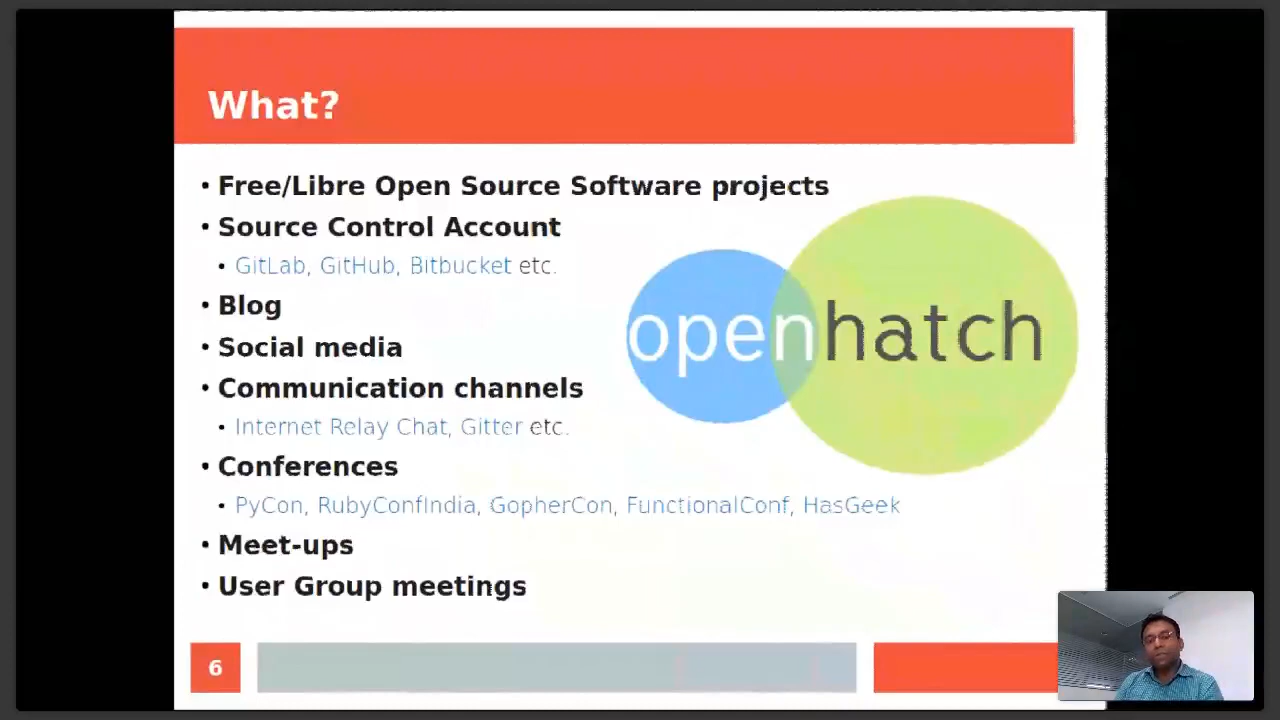 What?
• Free/Libre Open Source Software projects
• Source Control Account
• GitLab, GitHub, Bitbucket etc.
• Blog
• Social media
• Communication channels
• Internet Relay Chat, Gitter etc.
• Conferences
• PyCon, RubyConfIndia, GopherCon, FunctionalConf, HasGeek
• Meet-ups
• User Group meetings
openhatch
6